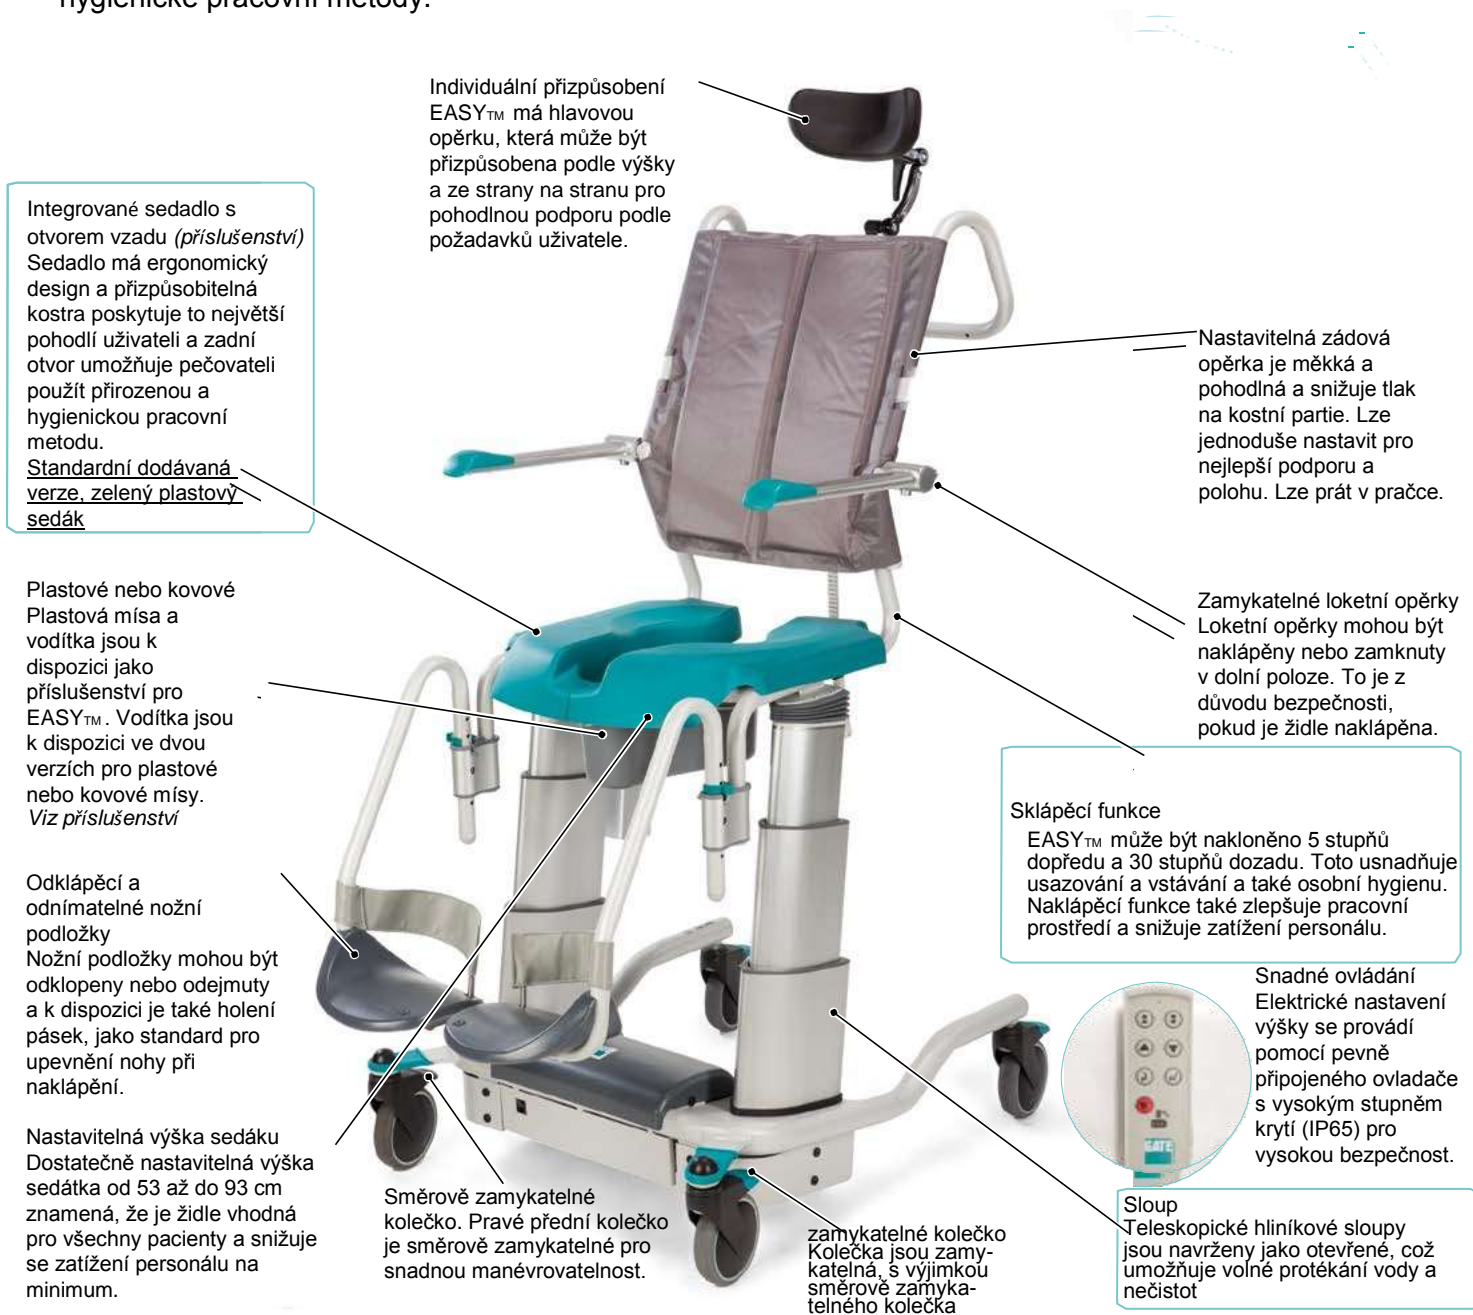 hygienické pracovní metody.
Individuální přizpůsobení
EASY™ má hlavovou
opěrku, která může být
přizpůsobena podle výšky
a ze strany na stranu pro
pohodlnou podporu podle
požadavků uživatele.
Integrované sedadlo s
otvorem vzadu (příslušenství)
Sedadlo má ergonomický
design a přizpůsobitelná
kostra poskytuje to největší
pohodlí uživateli a zadní
otvor umožňuje pečovateli
použít přirozenou a
hygienickou pracovní
metodu.
Standardní dodávaná
verze, zelený plastový
sedák
Nastavitelná zádová
opěrka je měkká a
pohodlná a snižuje tlak
na kostní partie. Lze
jednoduše nastavit pro
nejlepší podporu a
polohu. Lze prát v pračce.
Plastové nebo kovové
Plastová mísa a
vodítka jsou k
dispozici jako
příslušenství pro
EASY™. Vodítka jsou
k dispozici ve dvou
verzích pro plastové
nebo kovové mísy.
Viz příslušenství
Zamykatelné loketní opěrky
Loketní opěrky mohou být
naklápěny nebo zamknuty
v dolní poloze. To je z
důvodu bezpečnosti,
pokud je židle naklápěna.
Sklápěcí funkce
EASY™ může být nakloněno 5 stupňů
dopředu a 30 stupňů dozadu. Toto usnadňuje
usazování a vstávání a také osobní hygienu.
Naklápěcí funkce také zlepšuje pracovní
prostředí a snižuje zatížení personálu.
Odklápěcí a
odnímatelné nožní
podložky
Nožní podložky mohou být
odklopeny nebo odejmuty
a k dispozici je také holení
pásek, jako standard pro
upevnění nohy při
naklápění.
Snadné ovládání
Elektrické nastavení
výšky se provádí
pomocí pevně
připojeného ovladače
s vysokým stupněm
krytí (IP65) pro
vysokou bezpečnost.
Nastavitelná výška sedáku
Dostatečně nastavitelná výška
sedátka od 53 až do 93 cm
znamená, že je židle vhodná
pro všechny pacienty a snižuje
se zatížení personálu na
minimum.
Směrově zamykatelné
kolečko. Pravé přední kolečko
je směrově zamykatelné pro
snadnou manévrovatelnost.
zamykatelné kolečko
Kolečka jsou zamy-
katelná, s výjimkou
směrově zamyka-
telného kolečka
Sloup
Teleskopické hliníkové sloupy
jsou navrženy jako otevřené, což
umožňuje volné protékání vody a
nečistot